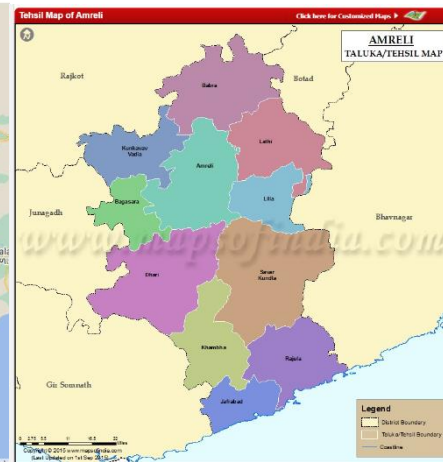 Tehsil Map of Amreli
Click here for Customized Maps
AMRELI
TALUKA/TEHSIL MAP
Rajkot
Botad
Babra
Kunkavav
Vadia
Lathi
Amreli
Bagasara
Lilia
Junagadh
Bhavnagar
www.mapsofindia.com
Dhari
Savar
Kundla
Khambha
Rajula
Gir Somnath
Jafrabad
Legend
District Boundary
Taluka/Tehsil Boundary
Coastline
Copyright © 2015 www.mapsofindia.com